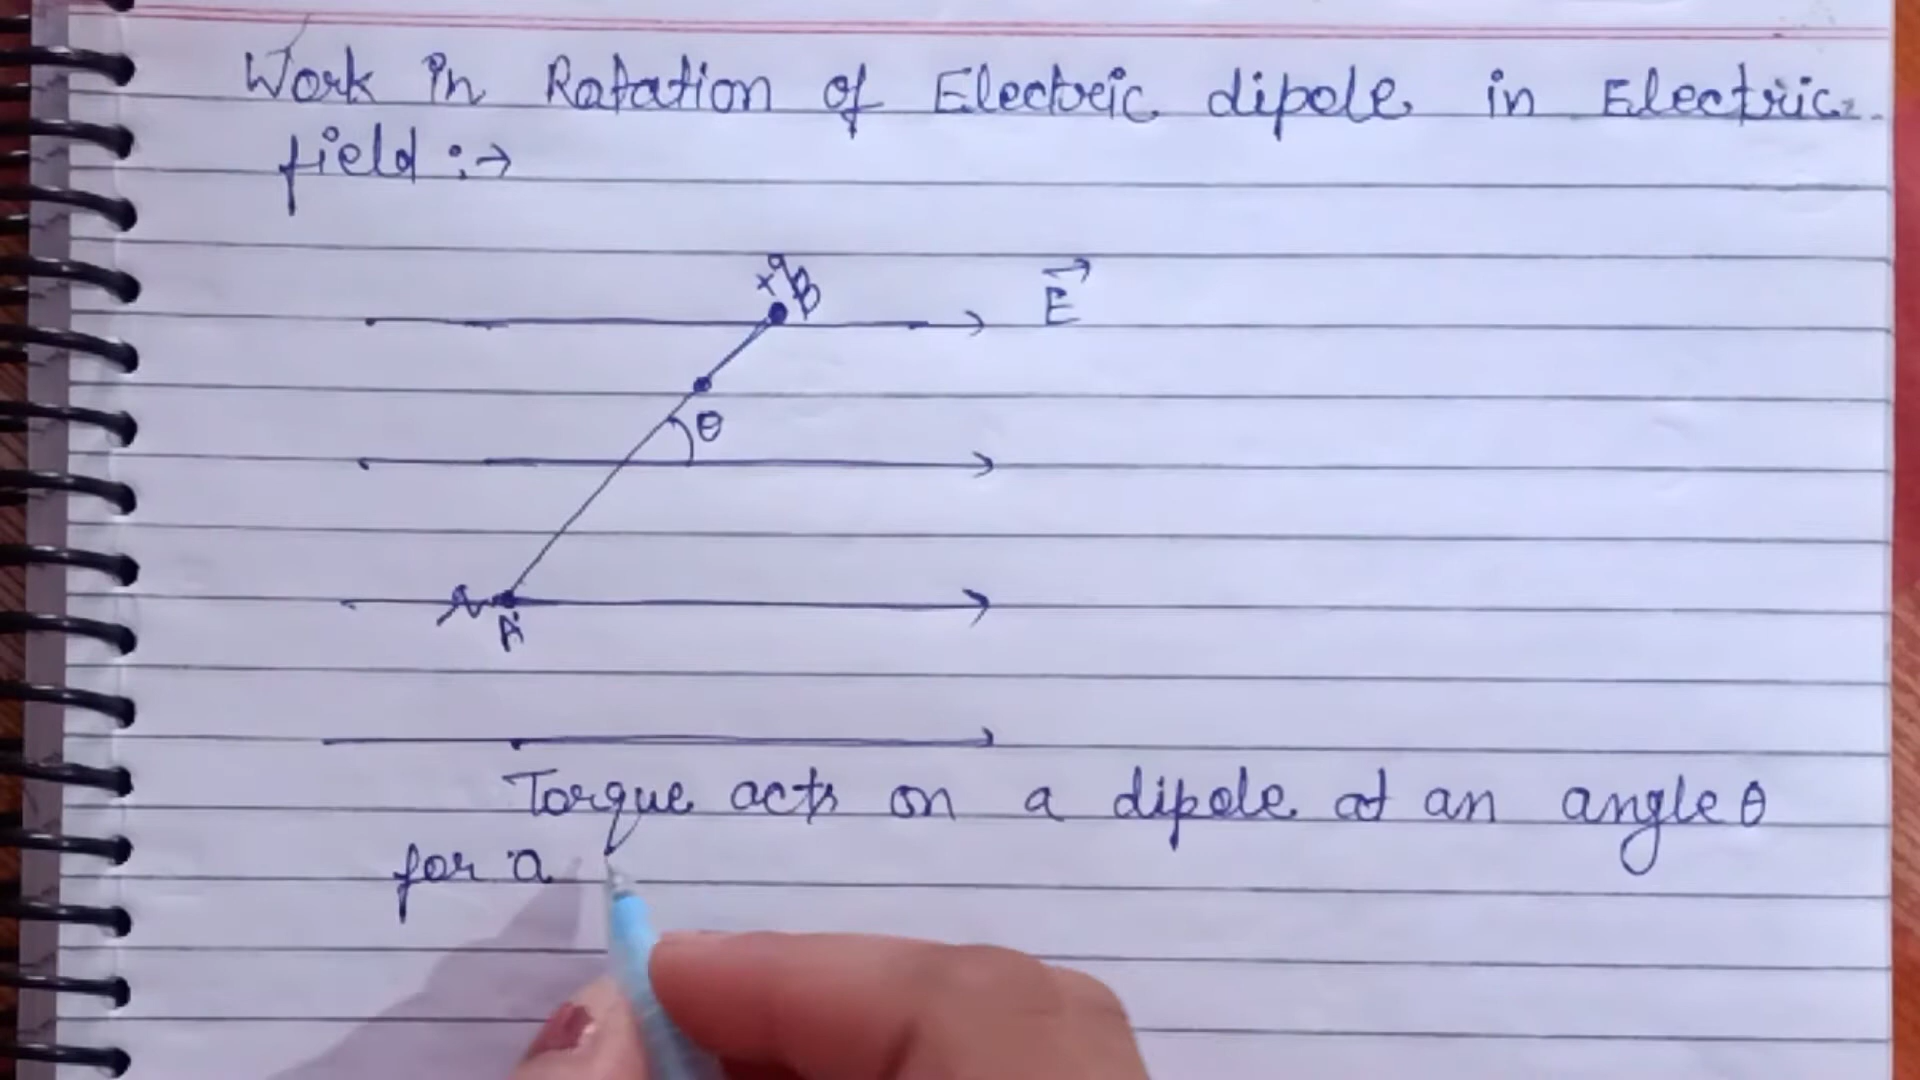 Work in Rotation of Electric dipole in Electric
field :→
+q
B
E
θ
A
Torque acts on a dipole at an angle θ
for a